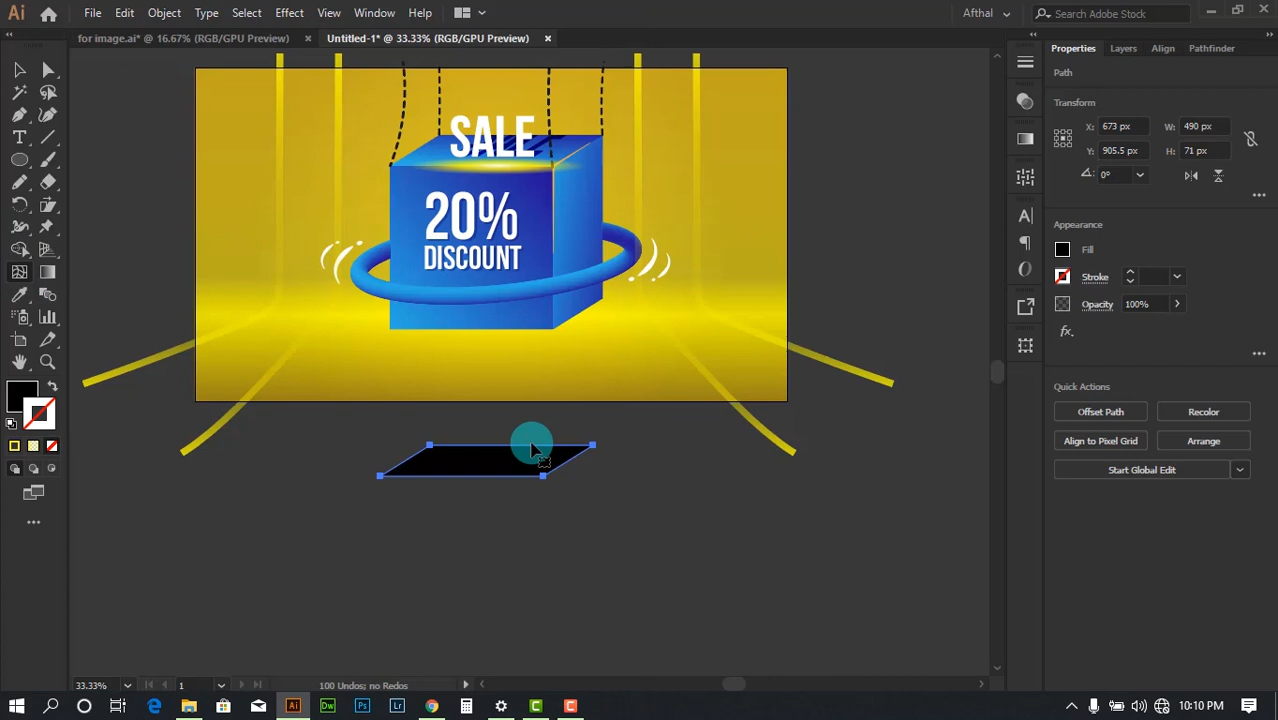 Ai File Edit Object Type Select Effect View Window Help Afthal Search Adobe Stock
for image.ai* @ 16.67% (RGB/GPU Preview) × Untitled-1* @ 33.33% (RGB/GPU Preview) ×
Properties Layers Align Pathfinder
Path
Transform
X: 673 px W: 490 px
Y: 905.5 px H: 71 px
0°
Appearance
Fill
Stroke
Opacity 100%
fx.
Quick Actions
Offset Path Recolor
Align to Pixel Grid Arrange
Start Global Edit
SALE
20%
DISCOUNT
33.33% 1 100 Undos; no Redos
Ai Dw Ps Lr 10:10 PM